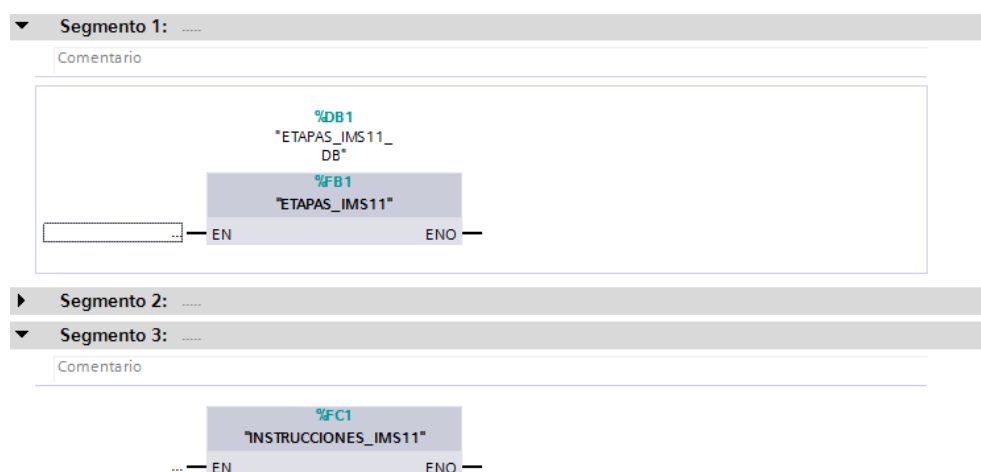 Segmento 1: .....
Comentario
%DB1
"ETAPAS_IMS11_
DB"
%FB1
"ETAPAS_IMS11"
... EN ENO
Segmento 2: .....
Segmento 3: .....
Comentario
%FC1
"INSTRUCCIONES_IMS11"
... EN ENO